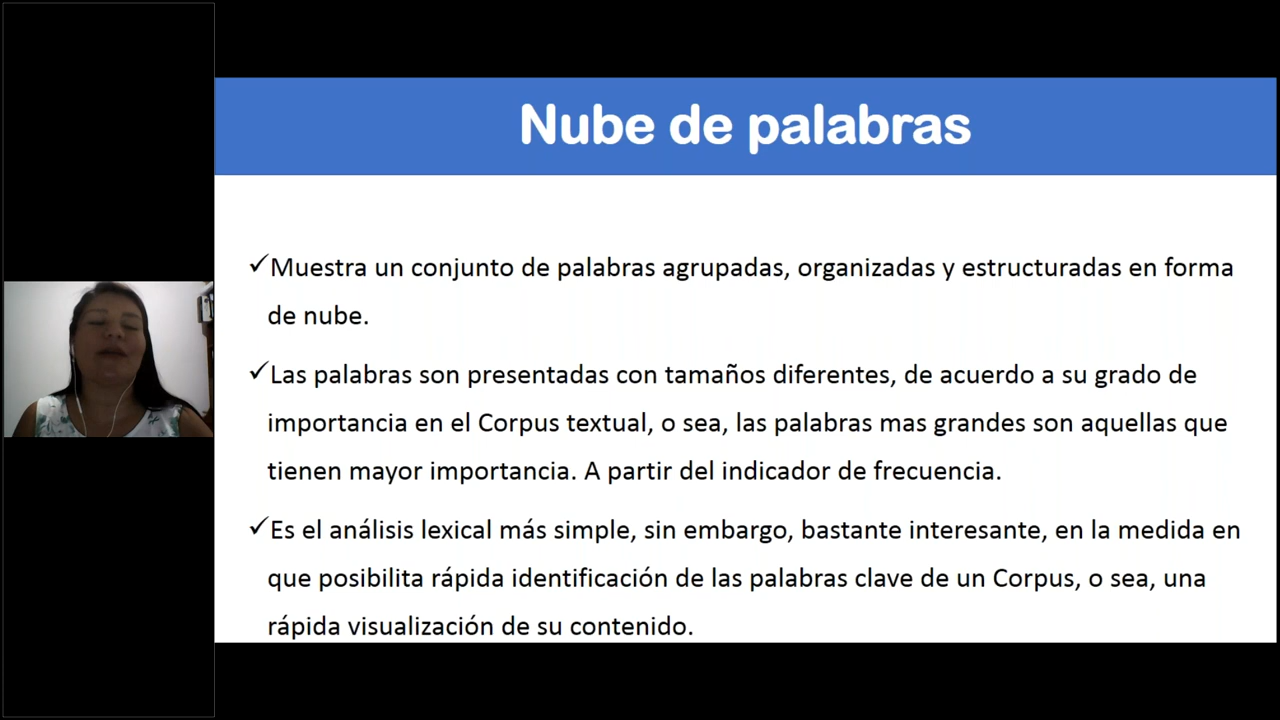 Nube de palabras
✓Muestra un conjunto de palabras agrupadas, organizadas y estructuradas en forma
de nube.
✓Las palabras son presentadas con tamaños diferentes, de acuerdo a su grado de
importancia en el Corpus textual, o sea, las palabras mas grandes son aquellas que
tienen mayor importancia. A partir del indicador de frecuencia.
✓Es el análisis lexical más simple, sin embargo, bastante interesante, en la medida en
que posibilita rápida identificación de las palabras clave de un Corpus, o sea, una
rápida visualización de su contenido.